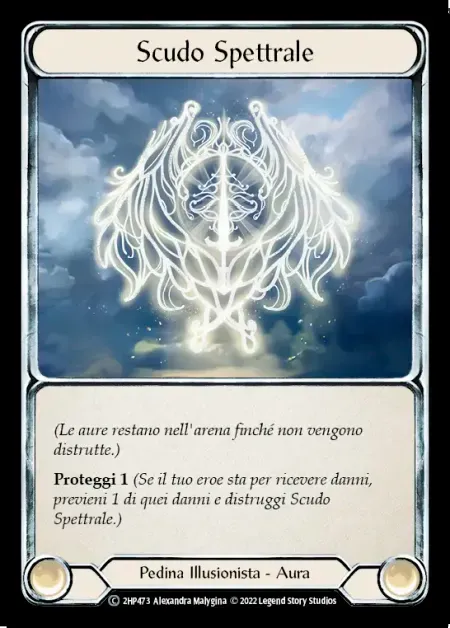 Scudo Spettrale
(Le aure restano nell'arena finché non vengono
distrutte.)
Proteggi 1 (Se il tuo eroe sta per ricevere danni,
previeni 1 di quei danni e distruggi Scudo
Spettrale.)
Pedina Illusionista - Aura
Ⓒ 2HP473 Alexandra Malygina © 2022 Legend Story Studios